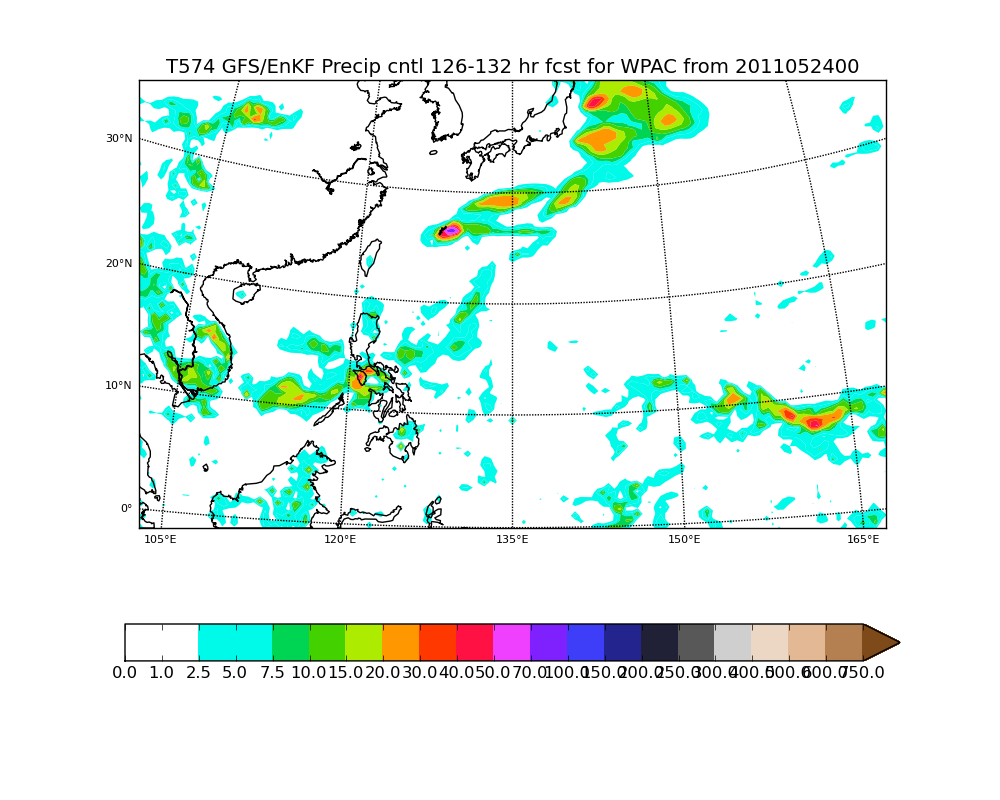 T574 GFS/EnKF Precip cntl 126-132 hr fcst for WPAC from 2011052400
30°N
20°N
10°N
0°
105°E 120°E 135°E 150°E 165°E
0.0 1.0 2.5 5.0 7.5 10.0 15.0 20.0 30.0 40.0 50.0 70.0 100.0 150.0 200.0 250.0 300.0 400.0 500.0 600.0 750.0